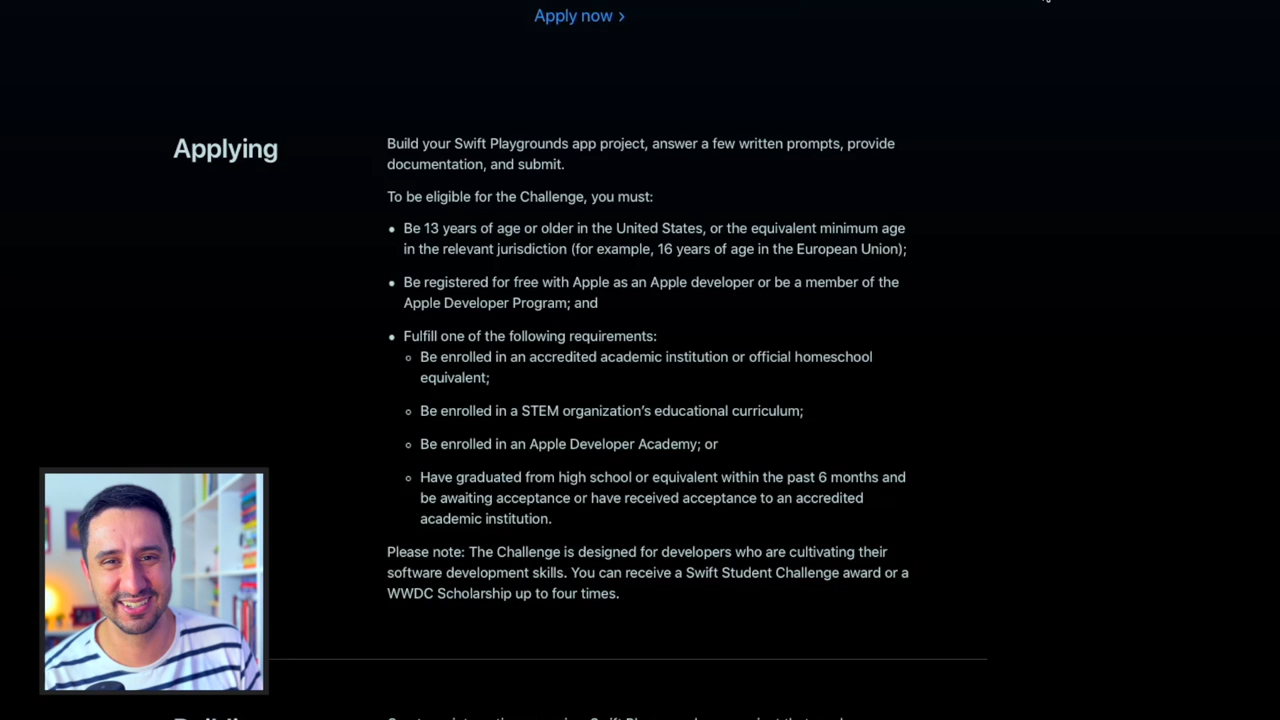 Apply now >
Applying
Build your Swift Playgrounds app project, answer a few written prompts, provide
documentation, and submit.
To be eligible for the Challenge, you must:
• Be 13 years of age or older in the United States, or the equivalent minimum age
in the relevant jurisdiction (for example, 16 years of age in the European Union);
• Be registered for free with Apple as an Apple developer or be a member of the
Apple Developer Program; and
• Fulfill one of the following requirements:
◦ Be enrolled in an accredited academic institution or official homeschool
equivalent;
◦ Be enrolled in a STEM organization’s educational curriculum;
◦ Be enrolled in an Apple Developer Academy; or
◦ Have graduated from high school or equivalent within the past 6 months and
be awaiting acceptance or have received acceptance to an accredited
academic institution.
Please note: The Challenge is designed for developers who are cultivating their
software development skills. You can receive a Swift Student Challenge award or a
WWDC Scholarship up to four times.